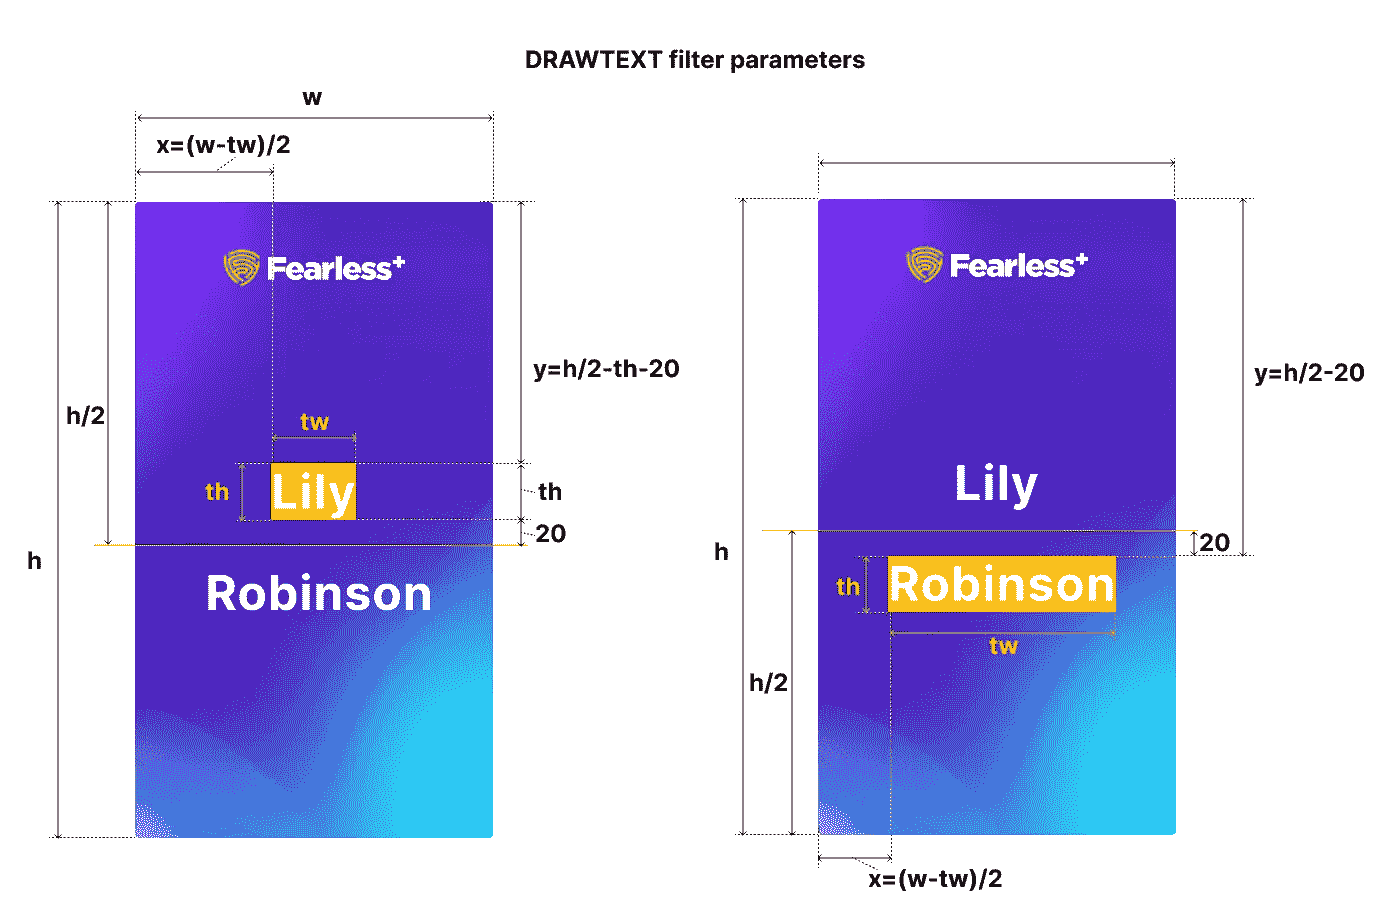 DRAWTEXT filter parameters
w
x=(w-tw)/2
Fearless+
h/2
y=h/2-th-20
tw
th
Lily
th
20
h
Robinson
Fearless+
y=h/2-20
Lily
h
20
th
Robinson
tw
h/2
x=(w-tw)/2